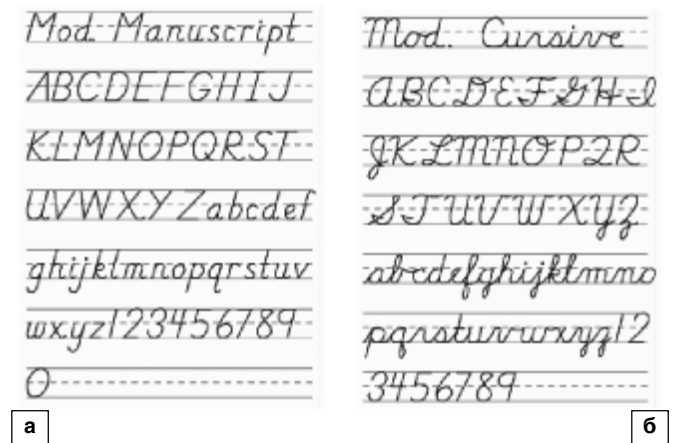 Mod. Manuscript
ABCDEFGHIJ
KLMNOPQRST
UVWXYZabcdef
ghijklmnopqrstuv
wxyz123456789
0
а
Mod. Cursive
ABCDEFGHI
JKLMNOPQR
STUVWXYZ
abcdefghijklmno
pqrstuvwxyz12
3456789
б